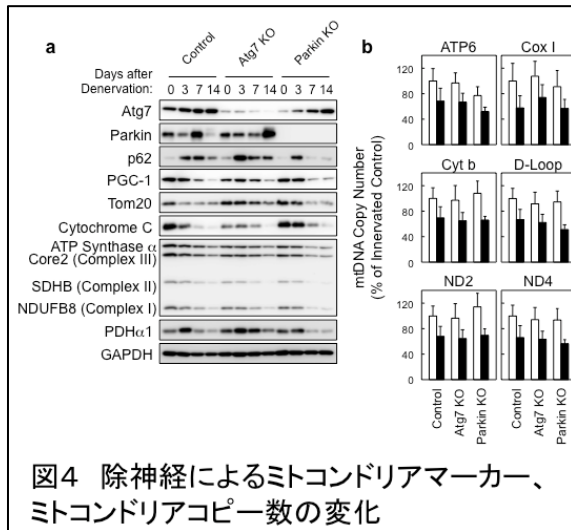 a
Control Atg7 KO Parkin KO
Days after
Denervation:
0 3 7 14 0 3 7 14 0 3 7 14
Atg7
Parkin
p62
PGC-1
Tom20
Cytochrome C
ATP Synthase α
Core2 (Complex III)
SDHB (Complex II)
NDUFB8 (Complex I)
PDHα1
GAPDH
b
mtDNA Copy Number
(% of Innervated Control)
ATP6 Cox I
120
80
40
0
Cyt b D-Loop
120
80
40
0
ND2 ND4
120
80
40
0
Control Atg7 KO Parkin KO Control Atg7 KO Parkin KO
図4 除神経によるミトコンドリアマーカー、
ミトコンドリアコピー数の変化